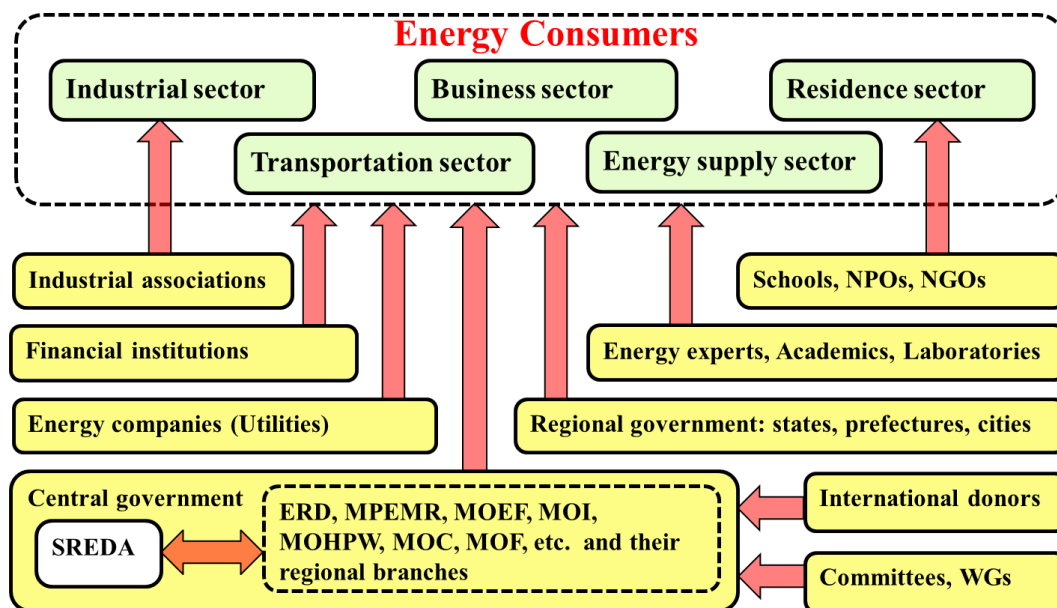 Energy Consumers
Industrial sector
Business sector
Residence sector
Transportation sector
Energy supply sector
Industrial associations
Schools, NPOs, NGOs
Financial institutions
Energy experts, Academics, Laboratories
Energy companies (Utilities)
Regional government: states, prefectures, cities
Central government
SREDA
ERD, MPEMR, MOEF, MOI,
MOHPW, MOC, MOF, etc. and their
regional branches
International donors
Committees, WGs